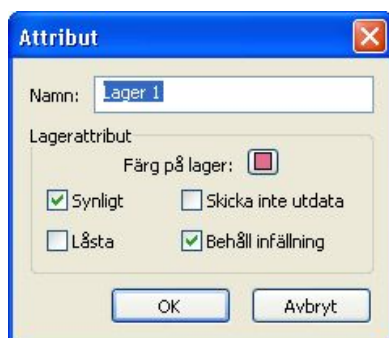 Attribut
Namn: Lager 1
Lagerattribut
Färg på lager:
Synligt Skicka inte utdata
Låsta Behåll infällning
OK Avbryt